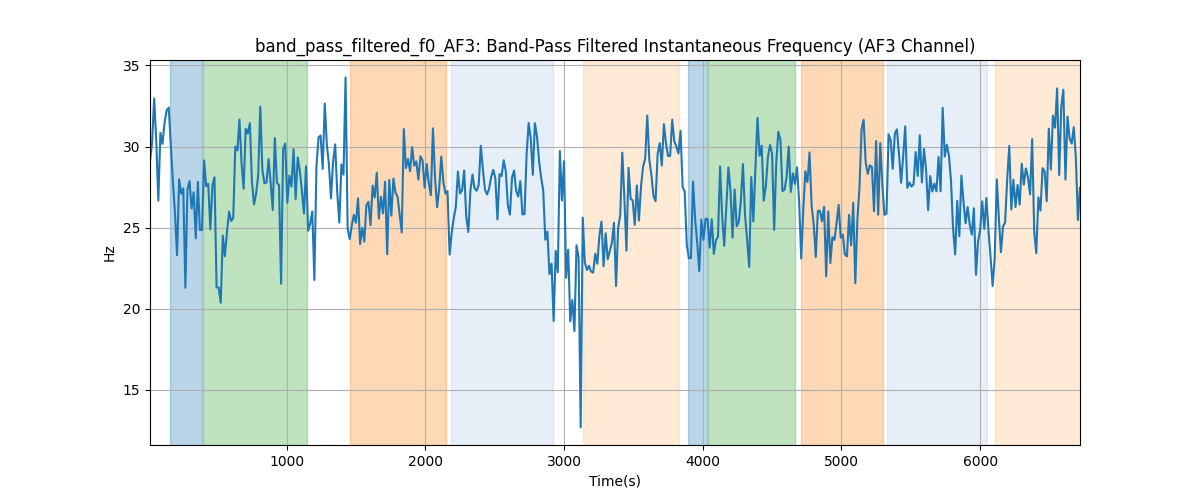 band_pass_filtered_f0_AF3: Band-Pass Filtered Instantaneous Frequency (AF3 Channel)
35
30
25
20
15
Hz
1000 2000 3000 4000 5000 6000
Time(s)